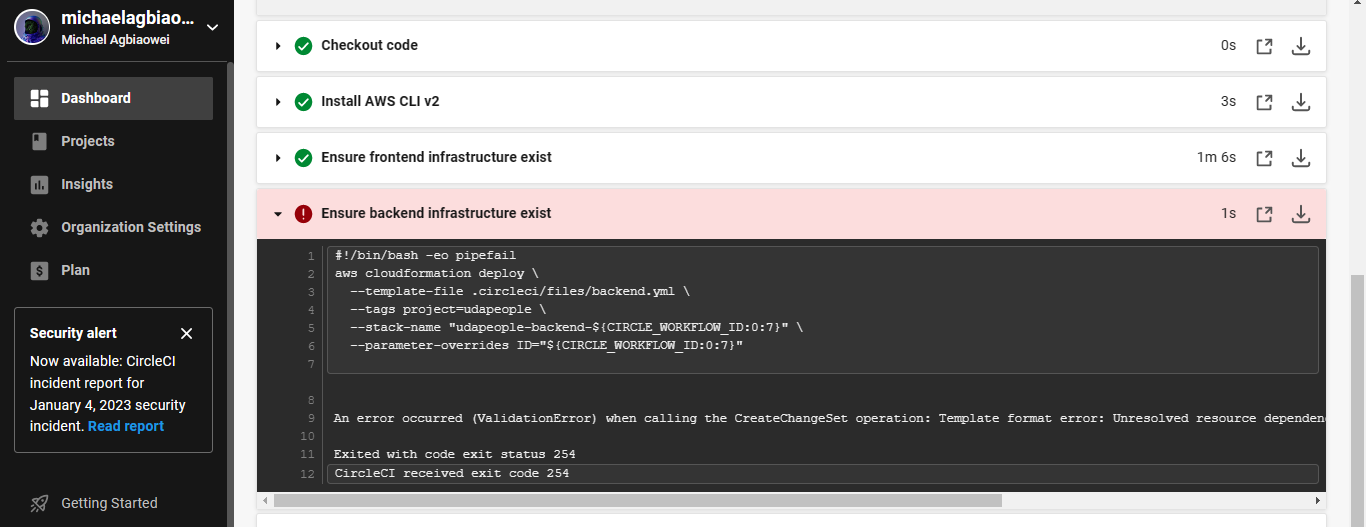 michaelagbiao...
Michael Agbiaowei
Dashboard
Projects
Insights
Organization Settings
Plan
Security alert
Now available: CircleCI
incident report for
January 4, 2023 security
incident. Read report
Getting Started
Checkout code 0s
Install AWS CLI v2 3s
Ensure frontend infrastructure exist 1m 6s
Ensure backend infrastructure exist 1s
1 #!/bin/bash -eo pipefail
2 aws cloudformation deploy \
3 --template-file .circleci/files/backend.yml \
4 --tags project=udapeople \
5 --stack-name "udapeople-backend-${CIRCLE_WORKFLOW_ID:0:7}" \
6 --parameter-overrides ID="${CIRCLE_WORKFLOW_ID:0:7}"
7
8
9 An error occurred (ValidationError) when calling the CreateChangeSet operation: Template format error: Unresolved resource dependen
10
11 Exited with code exit status 254
12 CircleCI received exit code 254